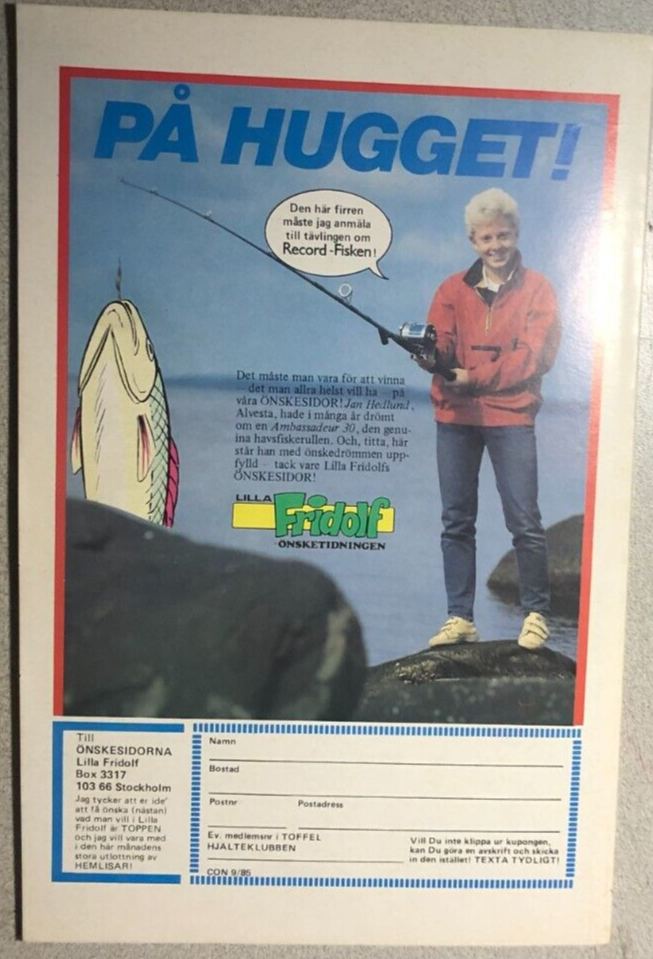 PÅ HUGGET!
Den här firren
måste jag anmäla
till tävlingen om
Record-Fisken!
Det måste man vara för att vinna
– det man allra helst vill ha – på
våra ÖNSKESIDOR! Jan Hedlund,
Alvesta, hade i många år drömt
om en Ambassadeur 30, den genu-
ina havsfiskerullen. Och, titta, här
står han med önskedrömmen upp-
fylld – tack vare Lilla Fridolfs
ÖNSKESIDOR!
LILLA
Fridolf
ÖNSKETIDNINGEN
Till
ÖNSKESIDORNA
Lilla Fridolf
Box 3317
103 66 Stockholm
Jag tycker att er ide'
att få önska (nästan)
vad man vill i Lilla
Fridolf är TOPPEN
och jag vill vara med
i den här månadens
stora utlottning av
HEMLISAR!
Namn
Bostad
Postnr Postadress
Ev. medlemsnr i TOFFEL
HJÄLTEKLUBBEN
Vill Du inte klippa ur kupongen,
kan Du göra en avskrift och skicka
in den istället! TEXTA TYDLIGT!
CON 9/85